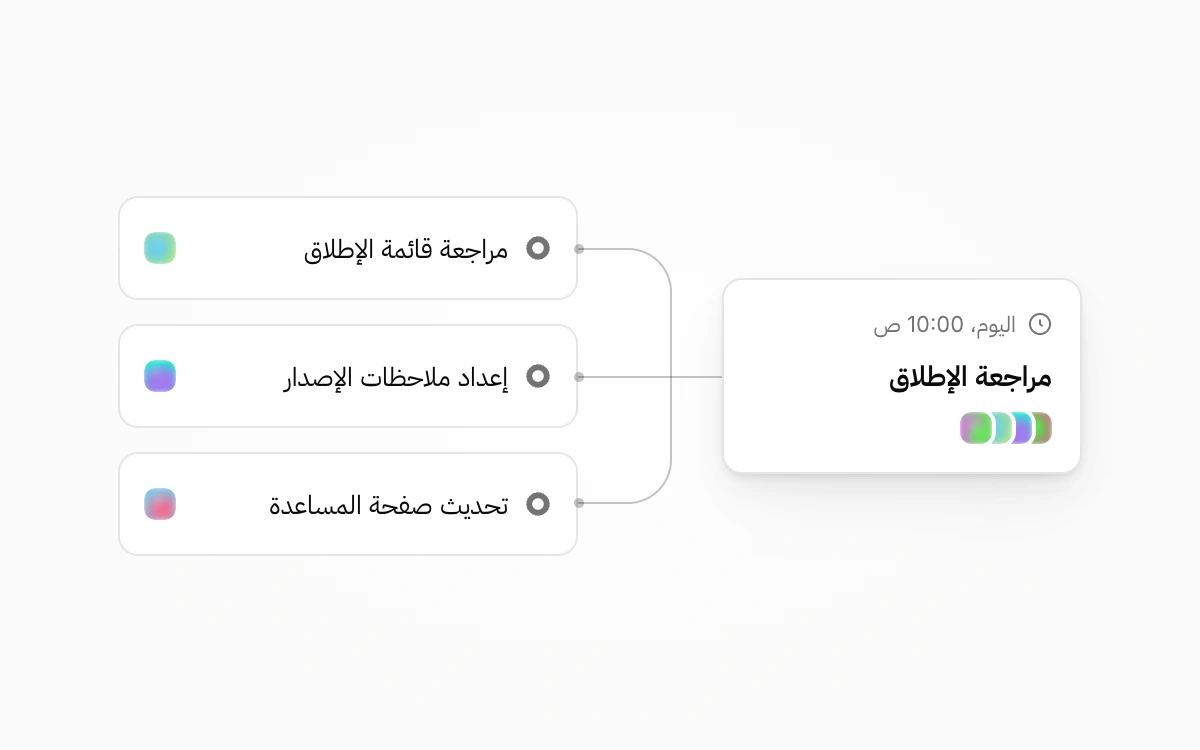 اليوم، 10:00 ص
مراجعة الإطلاق
مراجعة قائمة الإطلاق
إعداد ملاحظات الإصدار
تحديث صفحة المساعدة